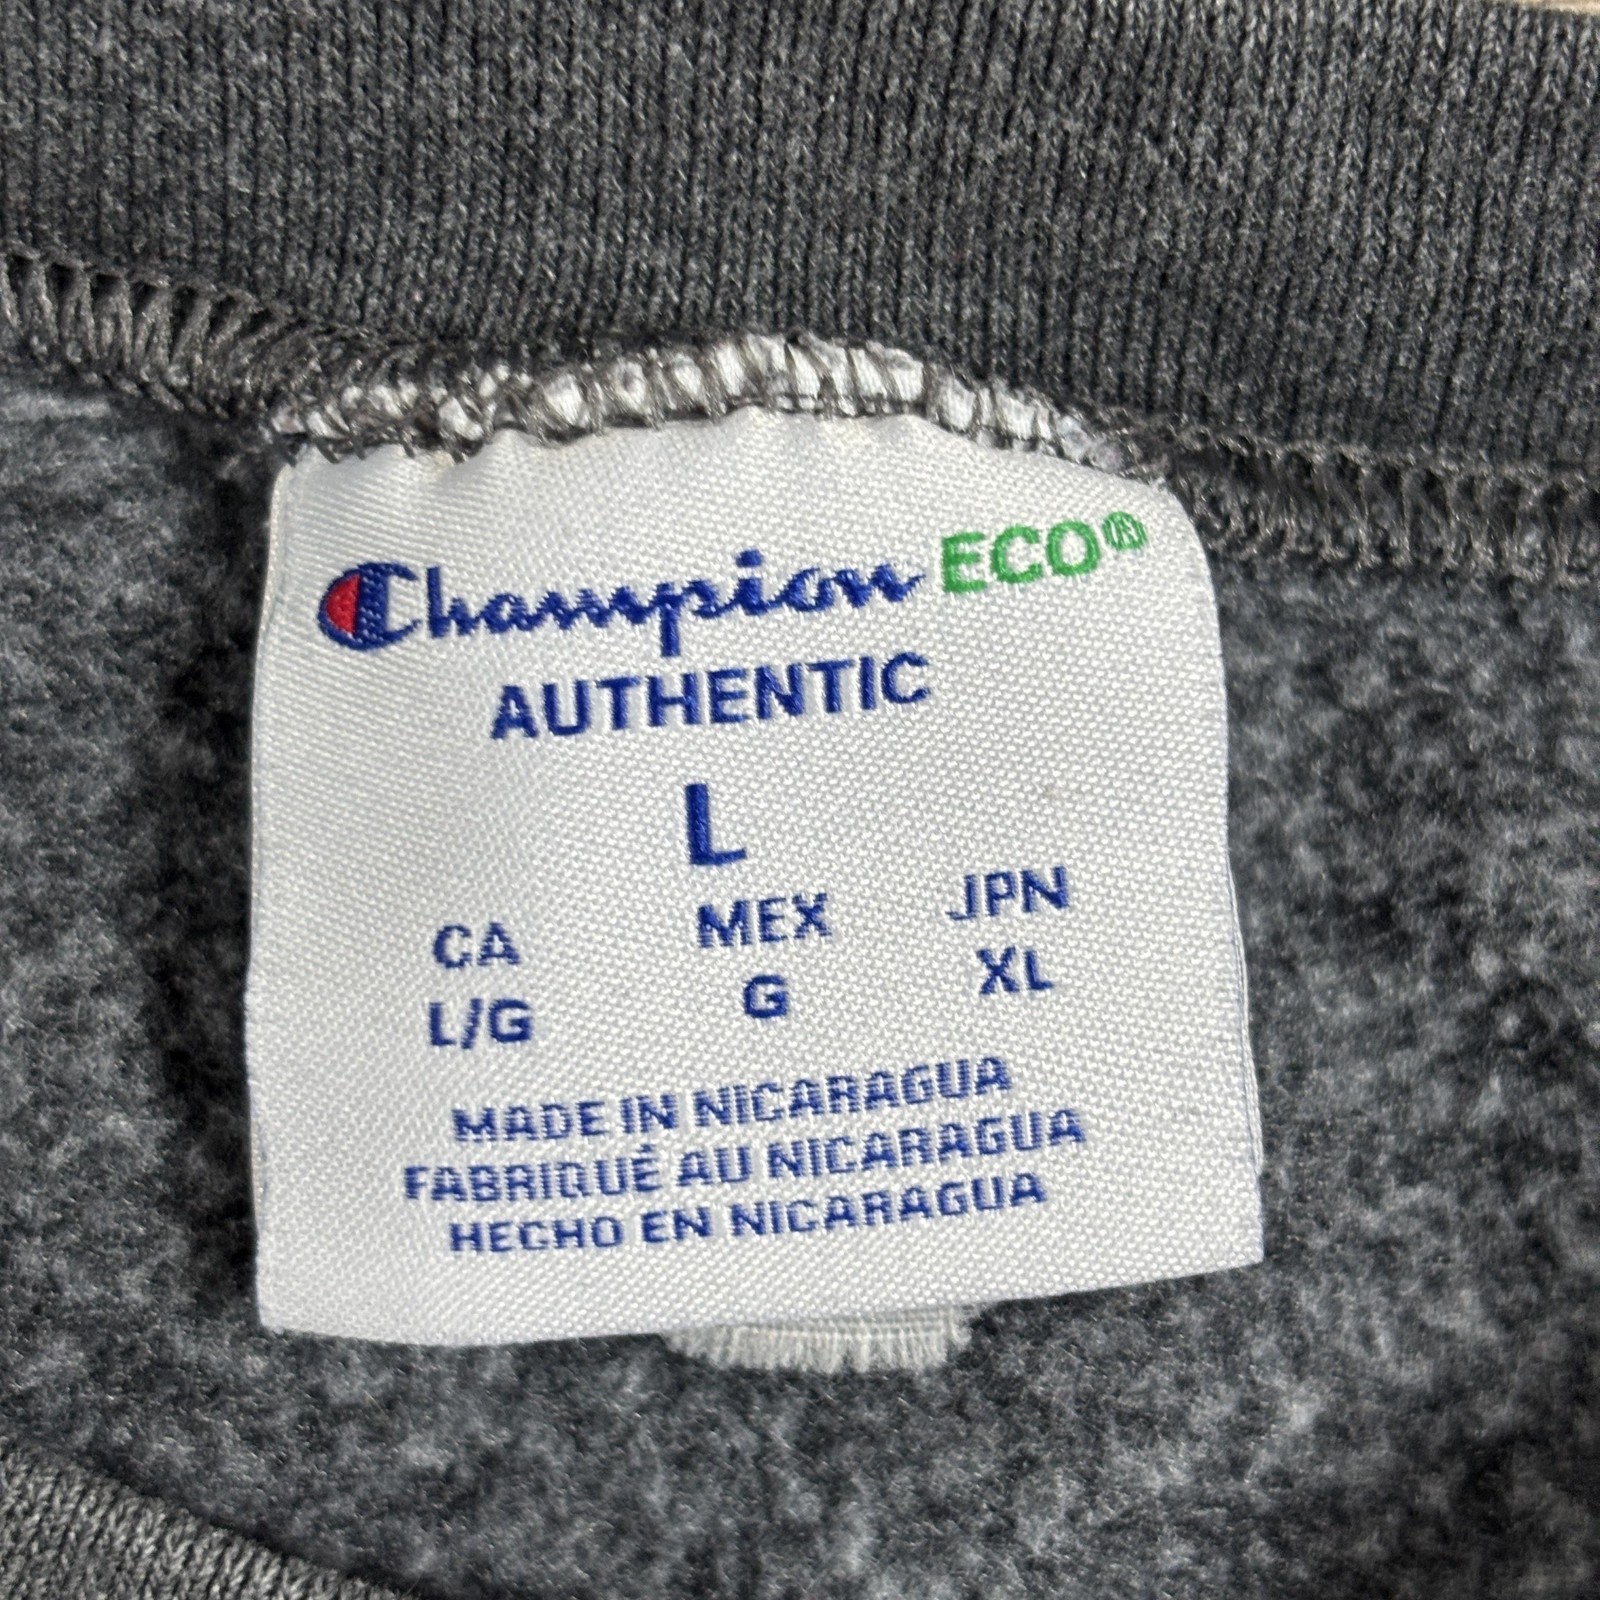 Champion ECO®
AUTHENTIC
L
CA MEX JPN
L/G G XL
MADE IN NICARAGUA
FABRIQUÉ AU NICARAGUA
HECHO EN NICARAGUA